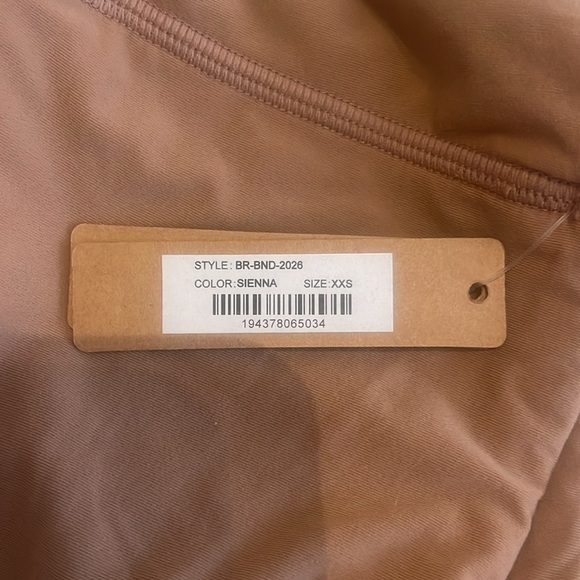 STYLE: BR-BND-2026
COLOR: SIENNA SIZE: XXS
194378065034